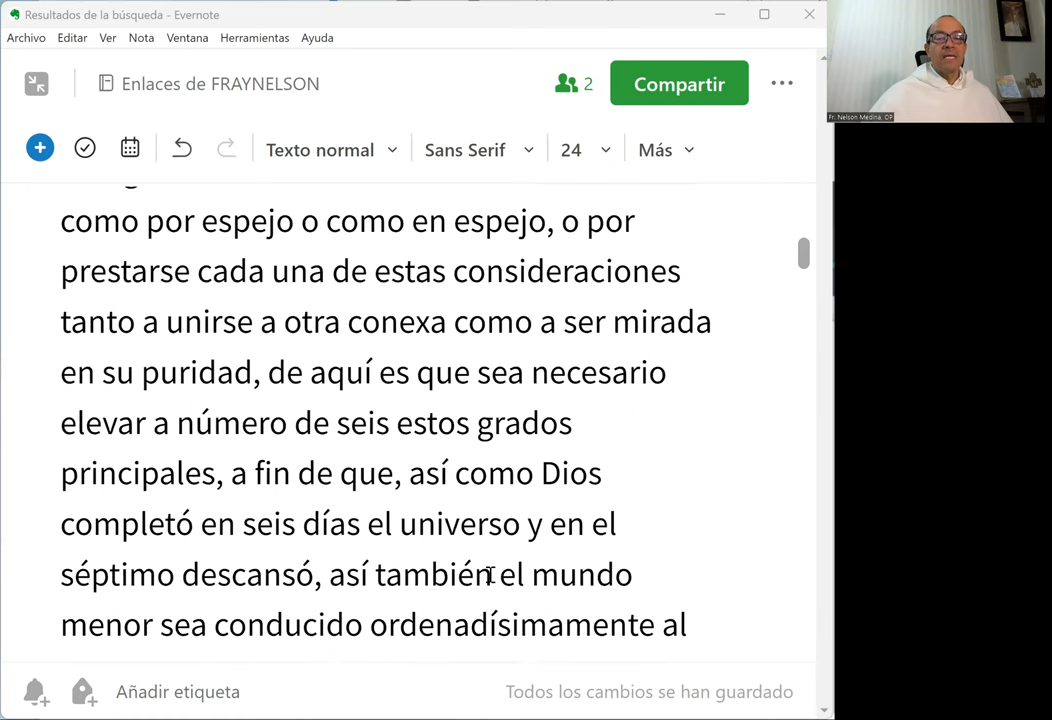 Resultados de la búsqueda - Evernote
Archivo Editar Ver Nota Ventana Herramientas Ayuda
Enlaces de FRAYNELSON
2
Compartir
Texto normal
Sans Serif
24
Más
como por espejo o como en espejo, o por
prestarse cada una de estas consideraciones
tanto a unirse a otra conexa como a ser mirada
en su puridad, de aquí es que sea necesario
elevar a número de seis estos grados
principales, a fin de que, así como Dios
completó en seis días el universo y en el
séptimo descansó, así también el mundo
menor sea conducido ordenadísimamente al
Añadir etiqueta
Todos los cambios se han guardado
Fr. Nelson Medina, OP